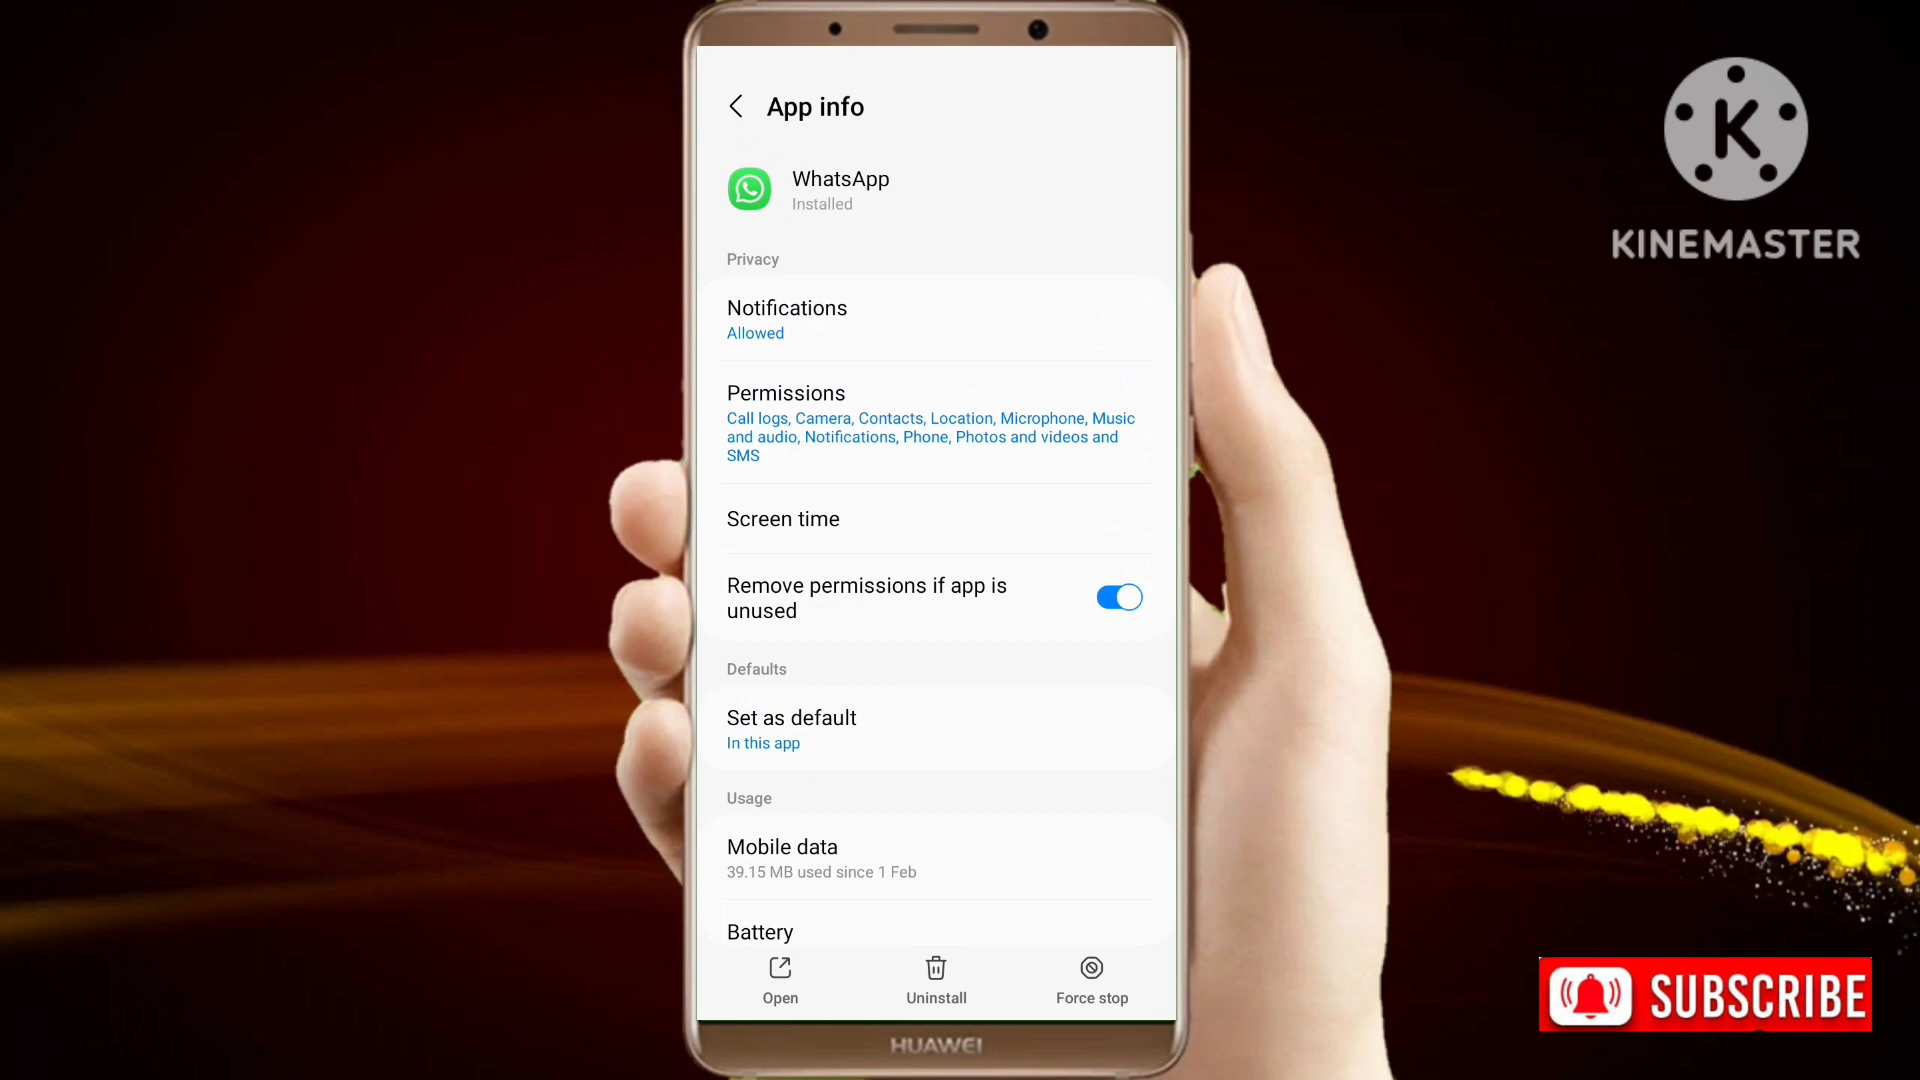 App info
WhatsApp
Installed
Privacy
Notifications
Allowed
Permissions
Call logs, Camera, Contacts, Location, Microphone, Music
and audio, Notifications, Phone, Photos and videos and
SMS
Screen time
Remove permissions if app is
unused
Defaults
Set as default
In this app
Usage
Mobile data
39.15 MB used since 1 Feb
Battery
Open
Uninstall
Force stop
HUAWEI
K
KINEMASTER
SUBSCRIBE